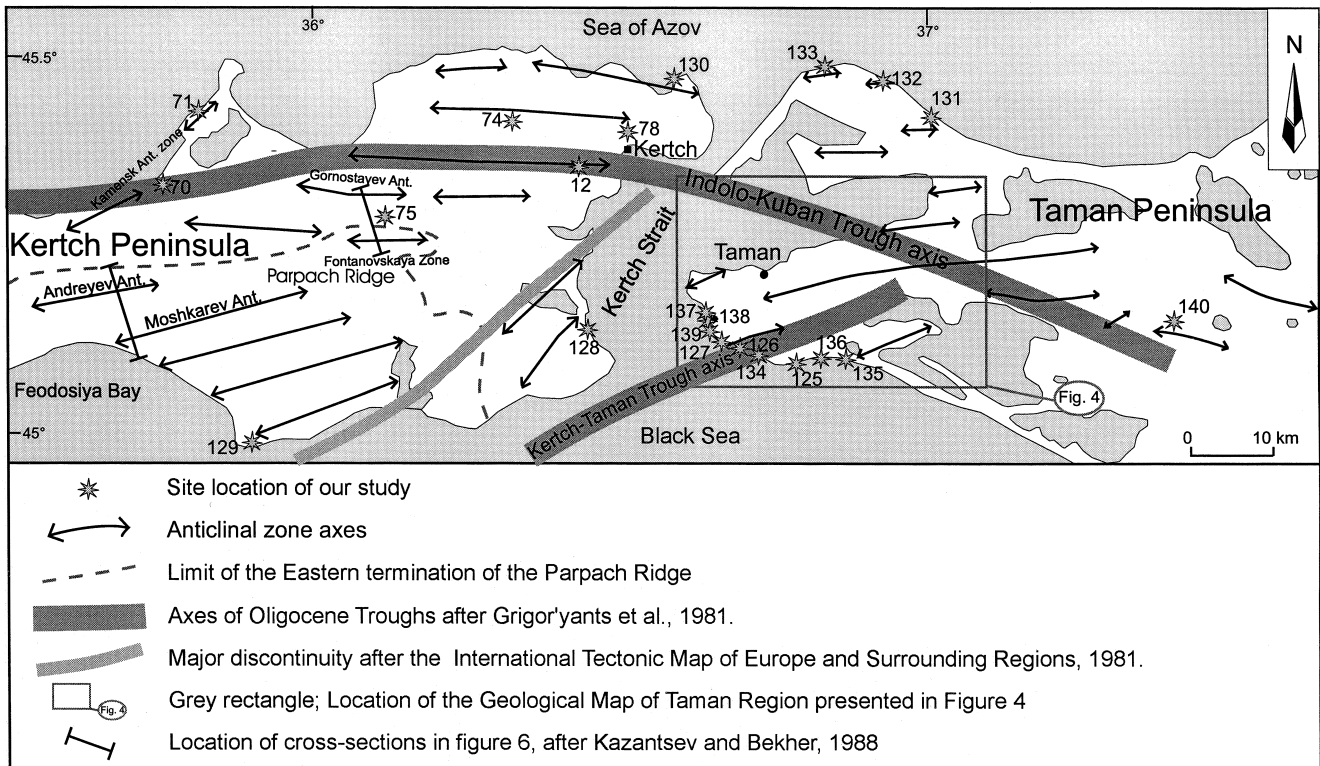 36°
Sea of Azov
37°
N
45.5°
133
130
132
71
131
74
78
Kertch
Kamensk Ant. zone
70
12
Gornostayev Ant.
Indolo-Kuban Trough axis
75
Taman Peninsula
Kertch Peninsula
Fontanovskaya Zone
Parpach Ridge
Kertch Strait
Taman
Andreyev Ant.
Moshkarev Ant.
137
138
140
139
128
127
126
136
134
125
135
Feodosiya Bay
Kertch-Taman Trough axis
Fig. 4
45°
129
Black Sea
0 10 km
Site location of our study
Anticlinal zone axes
Limit of the Eastern termination of the Parpach Ridge
Axes of Oligocene Troughs after Grigor'yants et al., 1981.
Major discontinuity after the International Tectonic Map of Europe and Surrounding Regions, 1981.
Fig. 4
Grey rectangle; Location of the Geological Map of Taman Region presented in Figure 4
Location of cross-sections in figure 6, after Kazantsev and Bekher, 1988